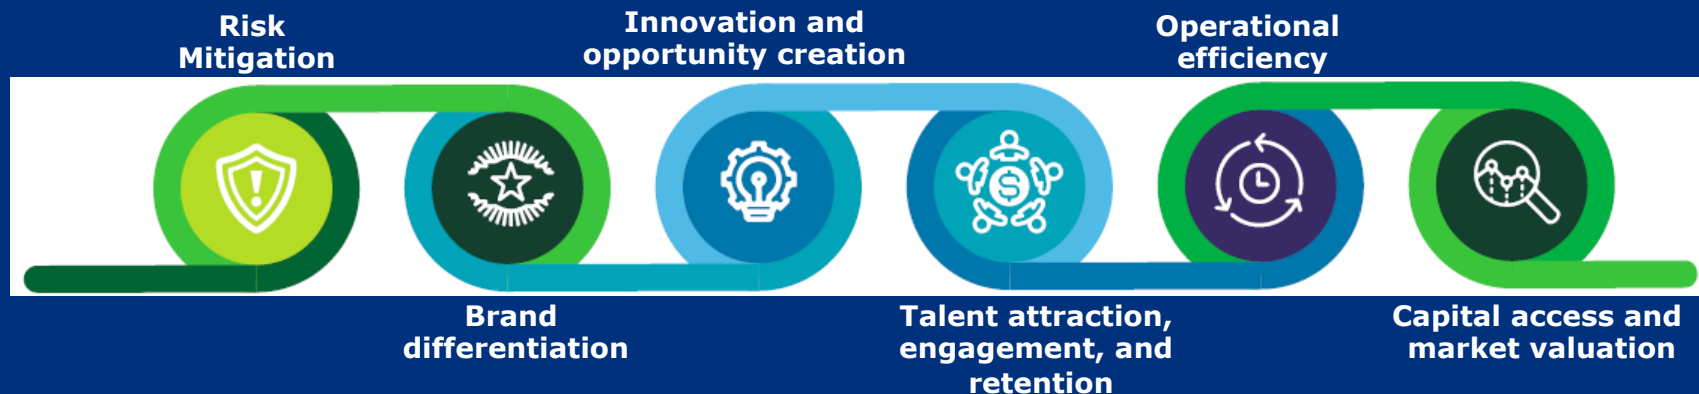 Risk
Mitigation
Brand
differentiation
Innovation and
opportunity creation
Talent attraction,
engagement, and
retention
Operational
efficiency
Capital access and
market valuation